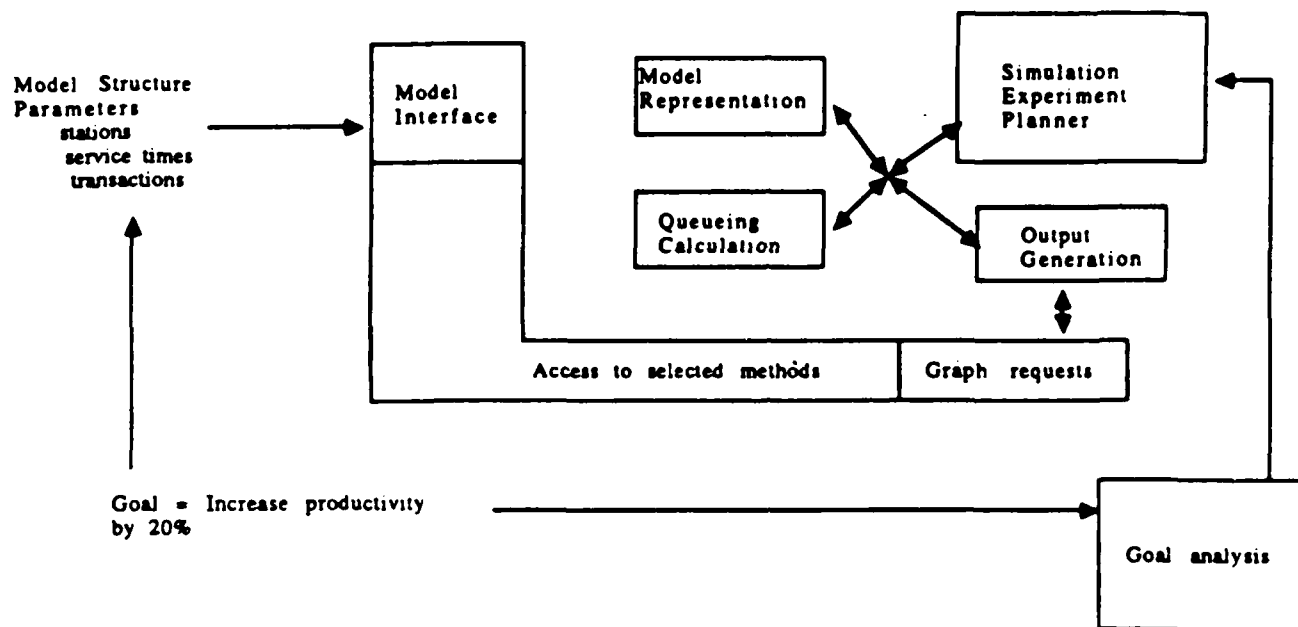 Model Structure
Parameters
stations
service times
transactions
Model
Interface
Model
Representation
Simulation
Experiment
Planner
Queueing
Calculation
Output
Generation
Access to selected methods
Graph requests
Goal = Increase productivity
by 20%
Goal analysis